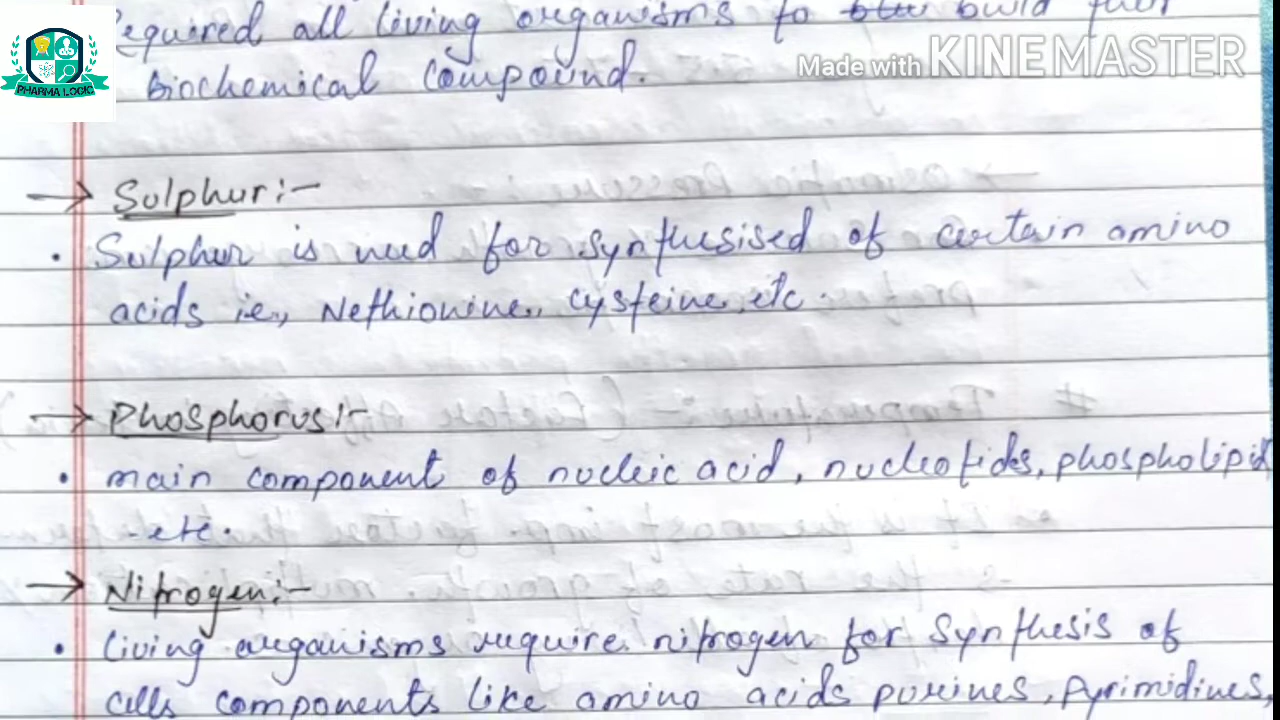 Required all living organisms to build their
biochemical compound.
Made with KINEMASTER
PHARMA LOGIC
→ Sulphur:-
• Sulphur is need for synthesised of certain amino
acids i.e., Nethionine, cysteine, etc.
→ Phosphorus:-
• main component of nucleic acid, nucleotides, phospholipid
etc.
→ Nitrogen:-
• living organisms require nitrogen for synthesis of
cells components like amino acids purines, pyrimidines,